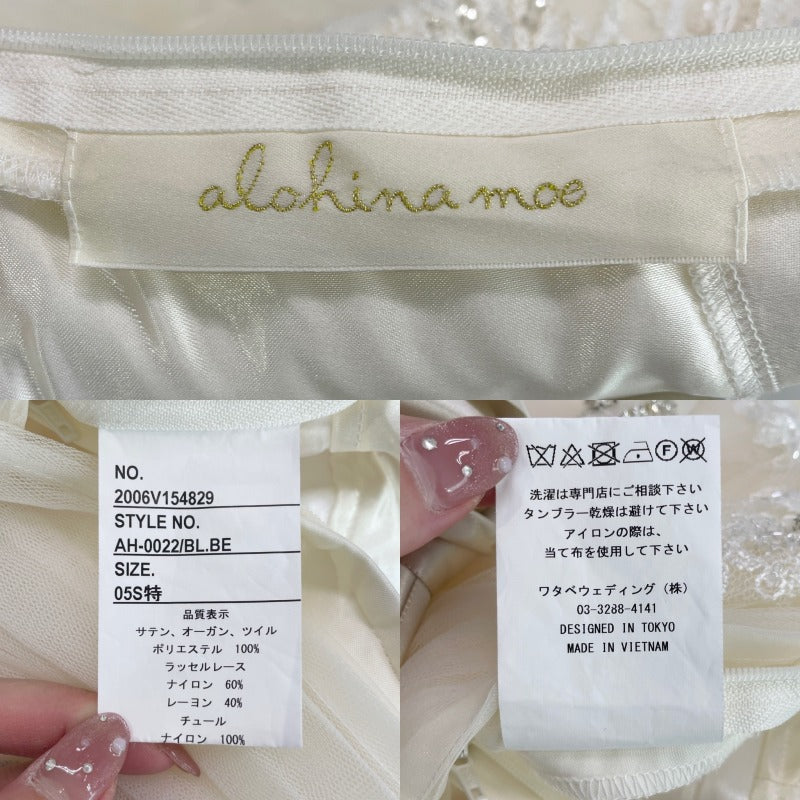 alohina moe
NO.
2006V154829
STYLE NO.
AH-0022/BL.BE
SIZE.
05S特
品質表示
サテン、オーガン、ツイル
ポリエステル 100%
ラッセルレース
ナイロン 60%
レーヨン 40%
チュール
ナイロン 100%
洗濯は専門店にご相談下さい
タンブラー乾燥は避けて下さい
アイロンの際は、
当て布を使用して下さい
ワタベウェディング（株）
03-3288-4141
DESIGNED IN TOKYO
MADE IN VIETNAM